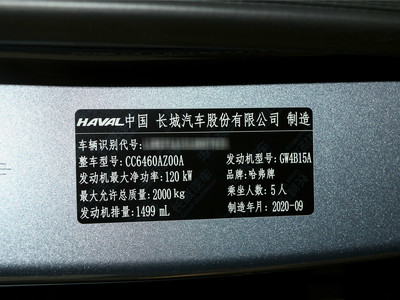 HAVAL中国 长城汽车股份有限公司 制造
车辆识别代号:
整车型号: CC6460AZ00A 发动机型号: GW4B15A
发动机最大净功率: 120 kW 品牌: 哈弗牌
最大允许总质量: 2000 kg 乘坐人数: 5 人
发动机排量: 1499 mL 制造年月: 2020-09